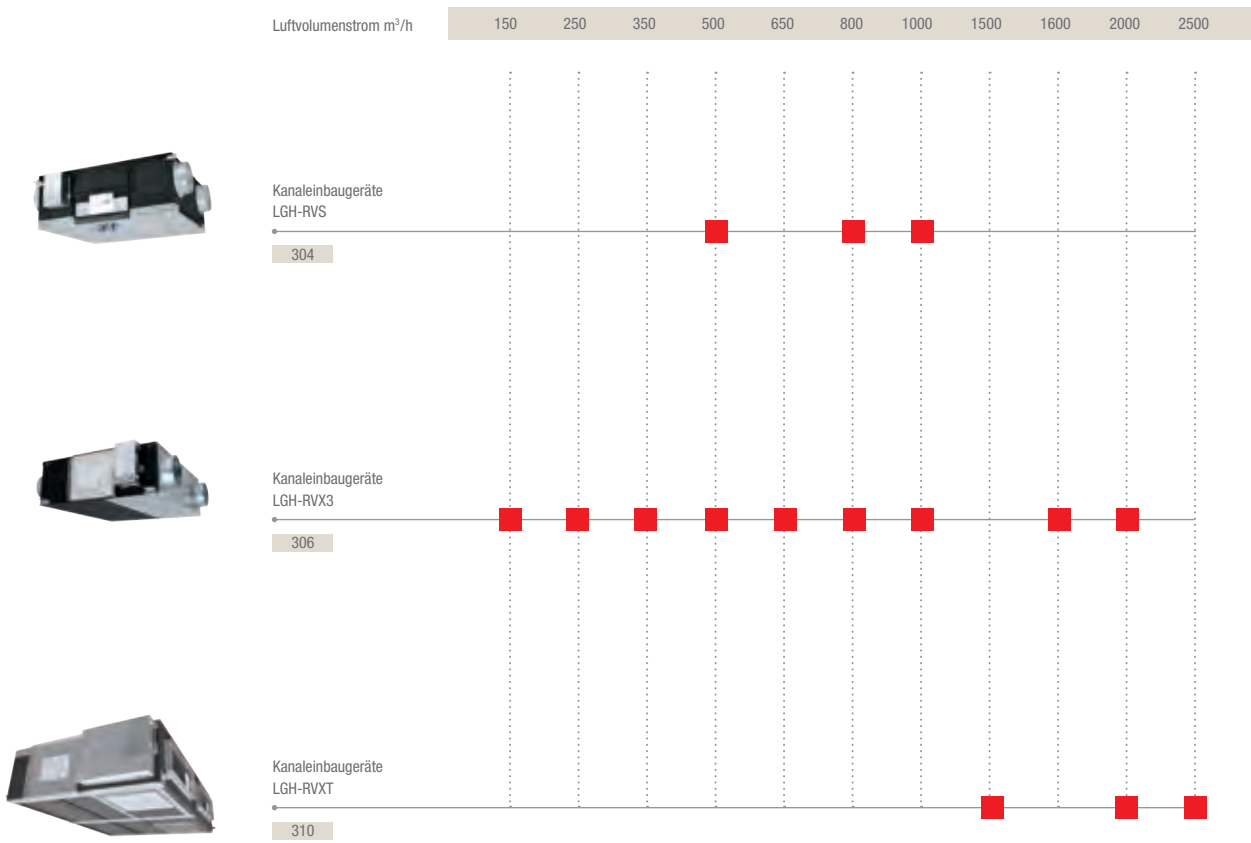 Luftvolumenstrom m³/h 150 250 350 500 650 800 1000 1500 1600 2000 2500
Kanaleinbaugeräte
LGH-RVS
304
Kanaleinbaugeräte
LGH-RVX3
306
Kanaleinbaugeräte
LGH-RVXT
310